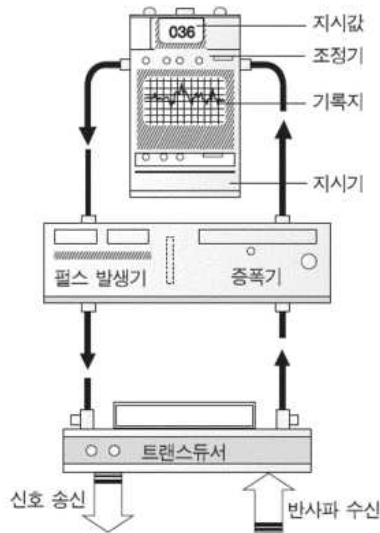 036
지시값
조정기
기록지
지시기
펄스 발생기
증폭기
트랜스듀서
신호 송신
반사파 수신